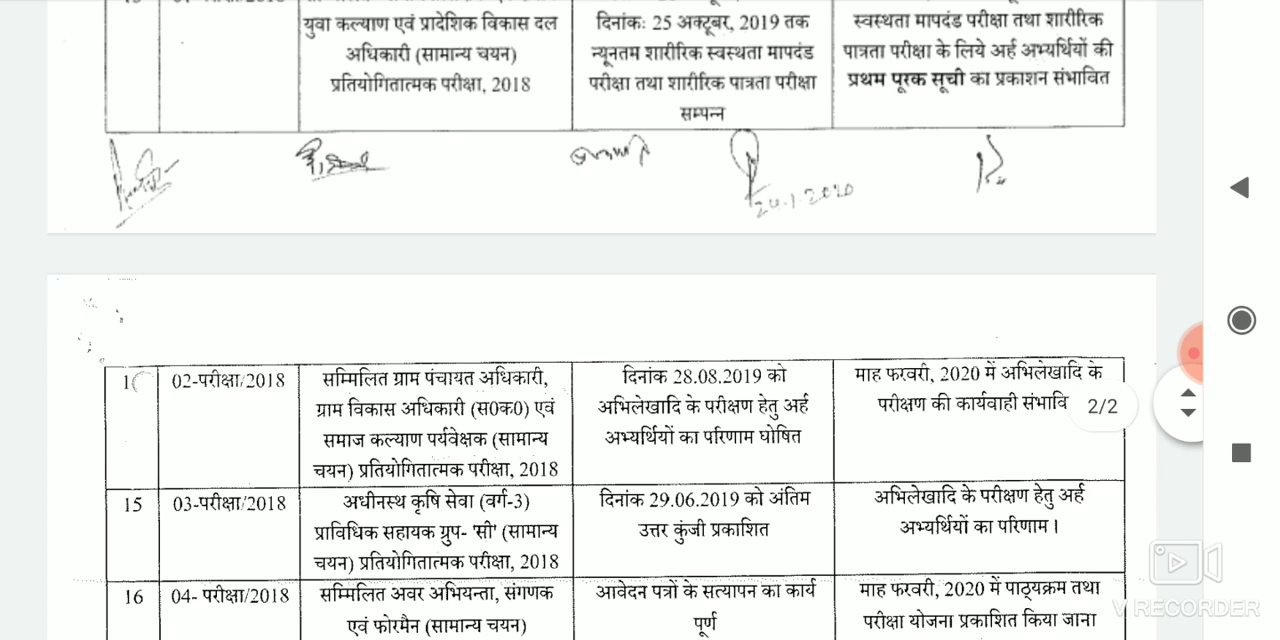 युवा कल्याण एवं प्रादेशिक विकास दल
अधिकारी (सामान्य चयन)
प्रतियोगितात्मक परीक्षा, 2018
दिनांकः 25 अक्टूबर, 2019 तक
न्यूनतम शारीरिक स्वस्थता मापदंड
परीक्षा तथा शारीरिक पात्रता परीक्षा
सम्पन्न
स्वस्थता मापदंड परीक्षा तथा शारीरिक
पात्रता परीक्षा के लिये अर्ह अभ्यर्थियों की
प्रथम पूरक सूची का प्रकाशन संभावित
02-परीक्षा/2018
सम्मिलित ग्राम पंचायत अधिकारी,
ग्राम विकास अधिकारी (स0क0) एवं
समाज कल्याण पर्यवेक्षक (सामान्य
चयन) प्रतियोगितात्मक परीक्षा, 2018
दिनांक 28.08.2019 को
अभिलेखादि के परीक्षण हेतु अर्ह
अभ्यर्थियों का परिणाम घोषित
माह फरवरी, 2020 में अभिलेखादि के
परीक्षण की कार्यवाही संभावि
2/2
15
03-परीक्षा/2018
अधीनस्थ कृषि सेवा (वर्ग-3)
प्राविधिक सहायक ग्रुप- 'सी' (सामान्य
चयन) प्रतियोगितात्मक परीक्षा, 2018
दिनांक 29.06.2019 को अंतिम
उत्तर कुंजी प्रकाशित
अभिलेखादि के परीक्षण हेतु अर्ह
अभ्यर्थियों का परिणाम ।
16
04- परीक्षा/2018
सम्मिलित अवर अभियन्ता, संगणक
एवं फोरमैन (सामान्य चयन)
आवेदन पत्रों के सत्यापन का कार्य
पूर्ण
माह फरवरी, 2020 में पाठ्यक्रम तथा
परीक्षा योजना प्रकाशित किया जाना
V RECORDER